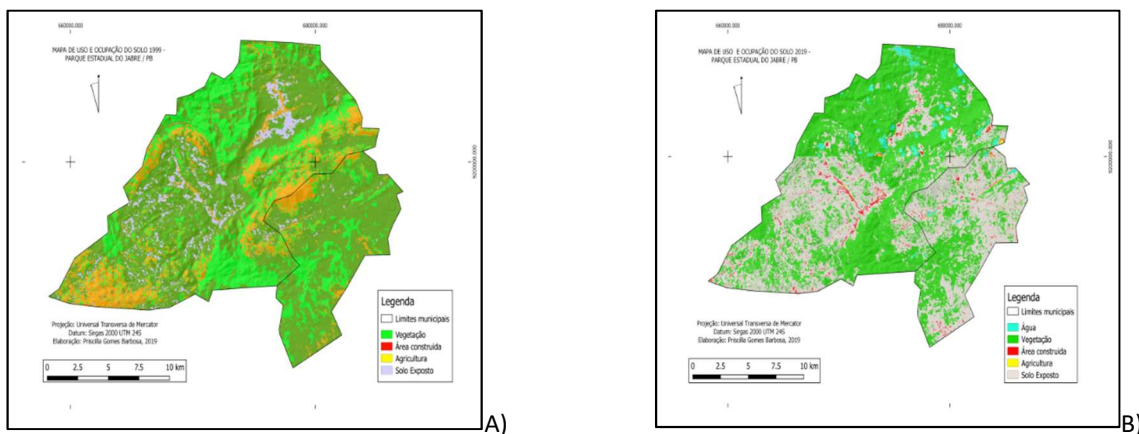 660000.000
680000.000
MAPA DE USO E OCUPAÇÃO DO SOLO 1999 -
PARQUE ESTADUAL DO JABRE / PB
9200000.000
Legenda
Limites municipais
Vegetação
Área construída
Agricultura
Solo Exposto
Projeção: Universal Transversa de Mercator
Datum: Sirgas 2000 UTM 24S
Elaboração: Priscilla Gomes Barbosa, 2019
0 2.5 5 7.5 10 km
A)
660000.000
680000.000
MAPA DE USO E OCUPAÇÃO DO SOLO 2019 -
PARQUE ESTADUAL DO JABRE / PB
9200000.000
Legenda
Limites municipais
Água
Vegetação
Área construída
Agricultura
Solo Exposto
Projeção: Universal Transversa de Mercator
Datum: Sirgas 2000 UTM 24S
Elaboração: Priscilla Gomes Barbosa, 2019
0 2.5 5 7.5 10 km
B)